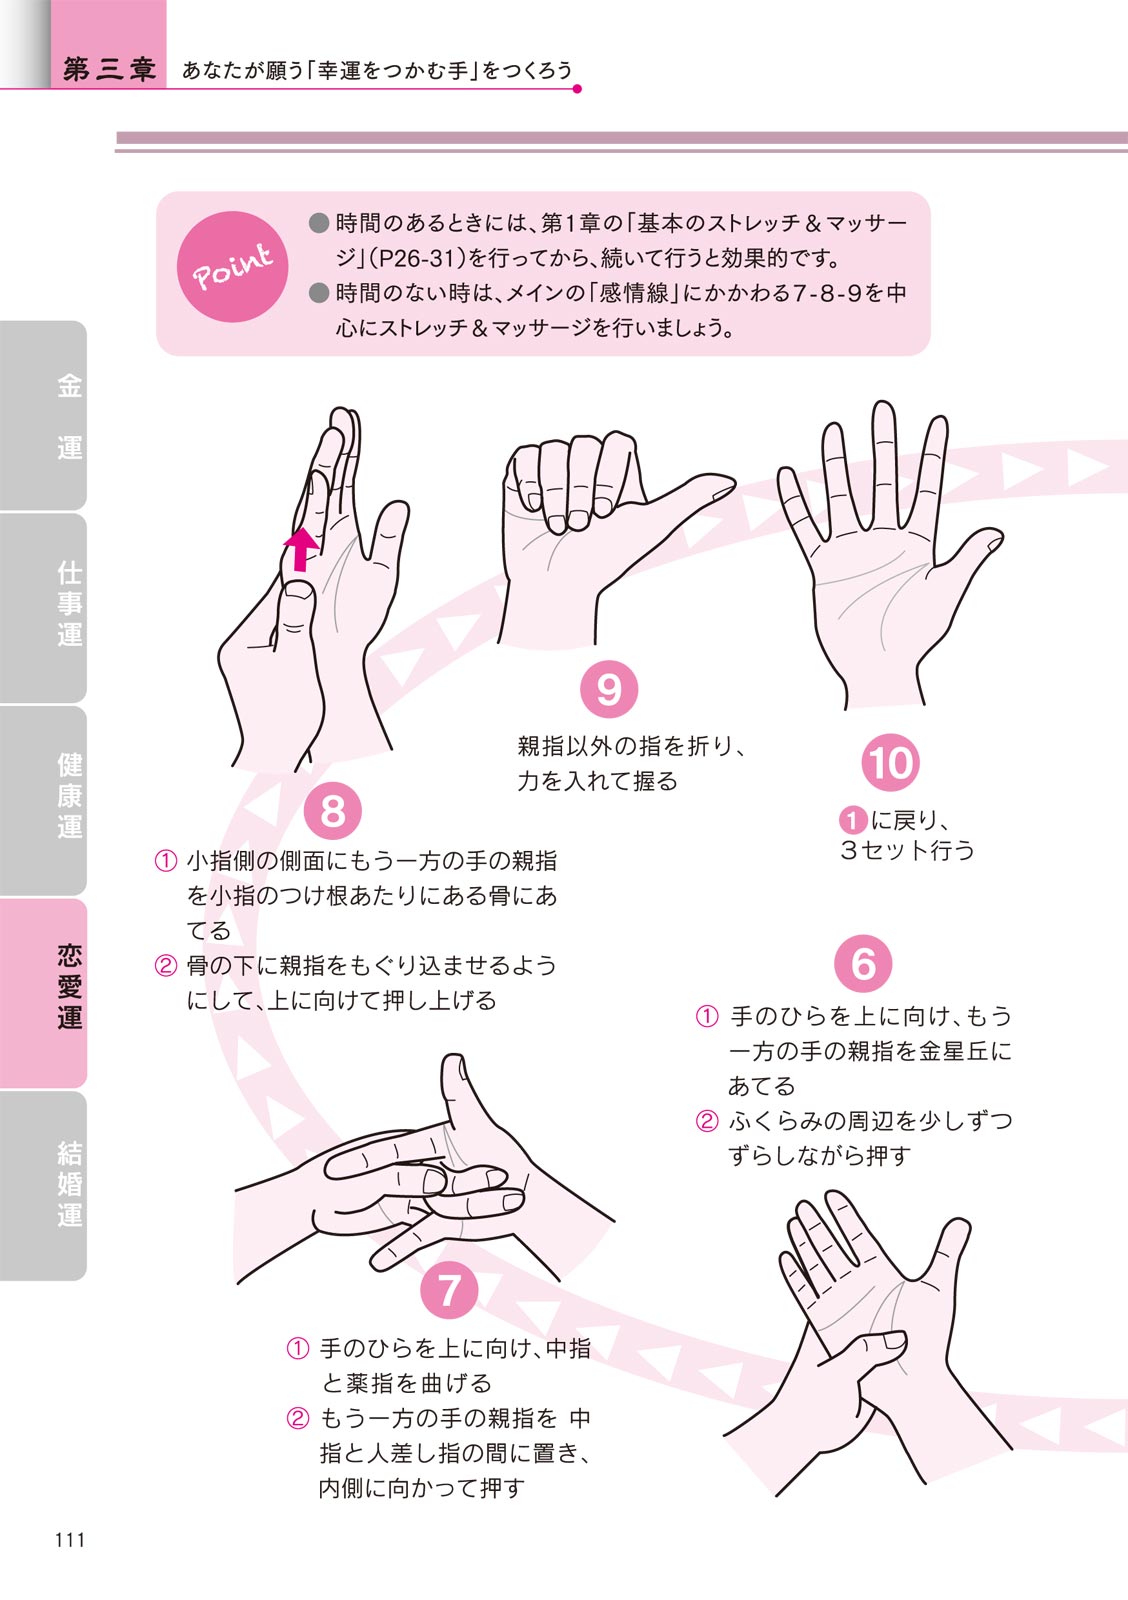 第三章
あなたが願う「幸運をつかむ手」をつくろう
Point
● 時間のあるときには、第1章の「基本のストレッチ＆マッサー
ジ」（P26-31）を行ってから、続いて行うと効果的です。
● 時間のない時は、メインの「感情線」にかかわる7-8-9を中
心にストレッチ＆マッサージを行いましょう。
金運
仕事運
健康運
恋愛運
結婚運
6
① 手のひらを上に向け、もう
一方の手の親指を金星丘に
あてる
② ふくらみの周辺を少しずつ
ずらしながら押す
7
① 手のひらを上に向け、中指
と薬指を曲げる
② もう一方の手の親指を 中
指と人差し指の間に置き、
内側に向かって押す
8
① 小指側の側面にもう一方の手の親指
を小指のつけ根あたりにある骨にあ
てる
② 骨の下に親指をもぐり込ませるよう
にして、上に向けて押し上げる
9
親指以外の指を折り、
力を入れて握る
10
1に戻り、
3セット行う
111